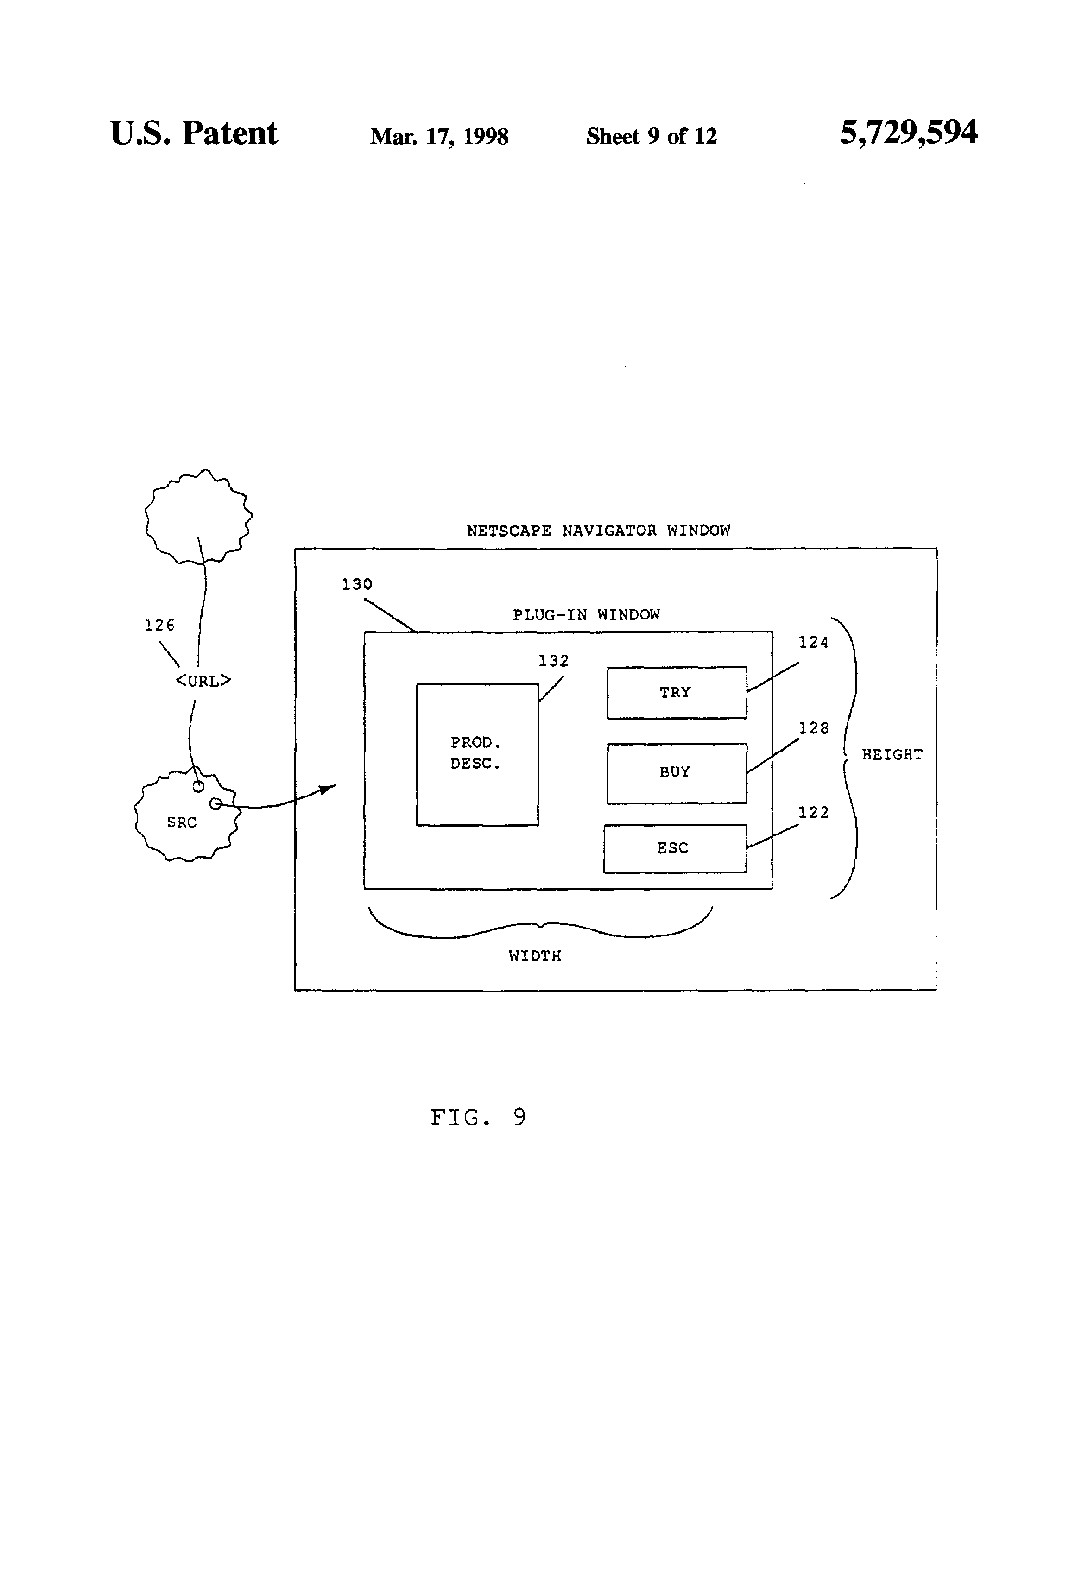 U.S. Patent Mar. 17, 1998 Sheet 9 of 12 5,729,594
NETSCAPE NAVIGATOR WINDOW
130
PLUG-IN WINDOW
126
124
132
<URL>
TRY
128
PROD.
DESC.
HEIGHT
BUY
122
SRC
ESC
WIDTH
FIG. 9